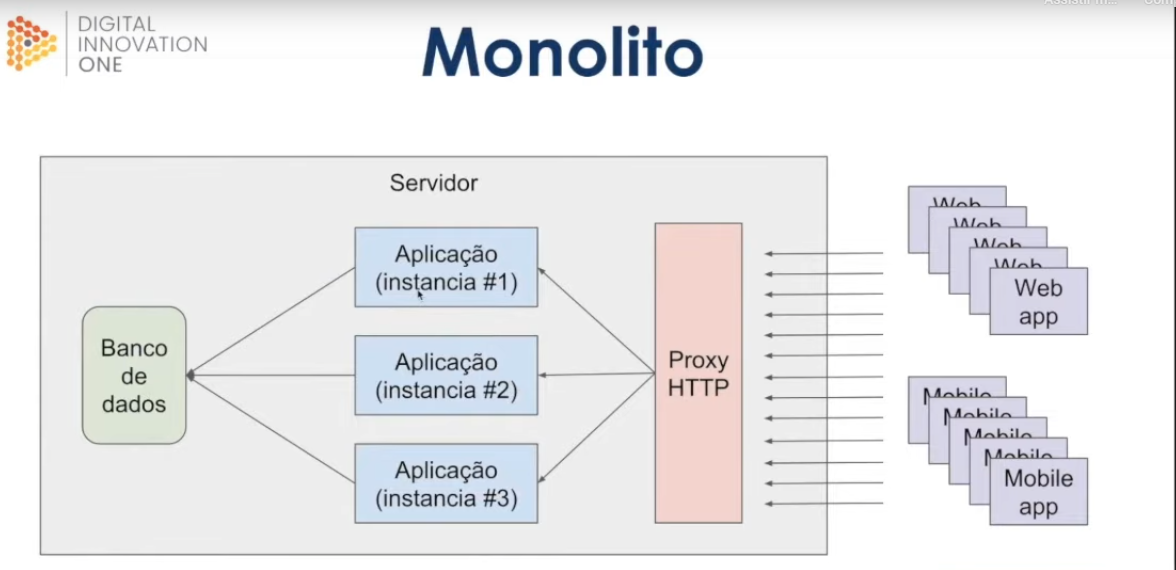 DIGITAL
INNOVATION
ONE
Monolito
Servidor
Aplicação
(instancia #1)
Aplicação
(instancia #2)
Aplicação
(instancia #3)
Banco
de
dados
Proxy
HTTP
Web
Web
Web
Web
Web
app
Mobile
Mobile
Mobile
Mobile
Mobile
app